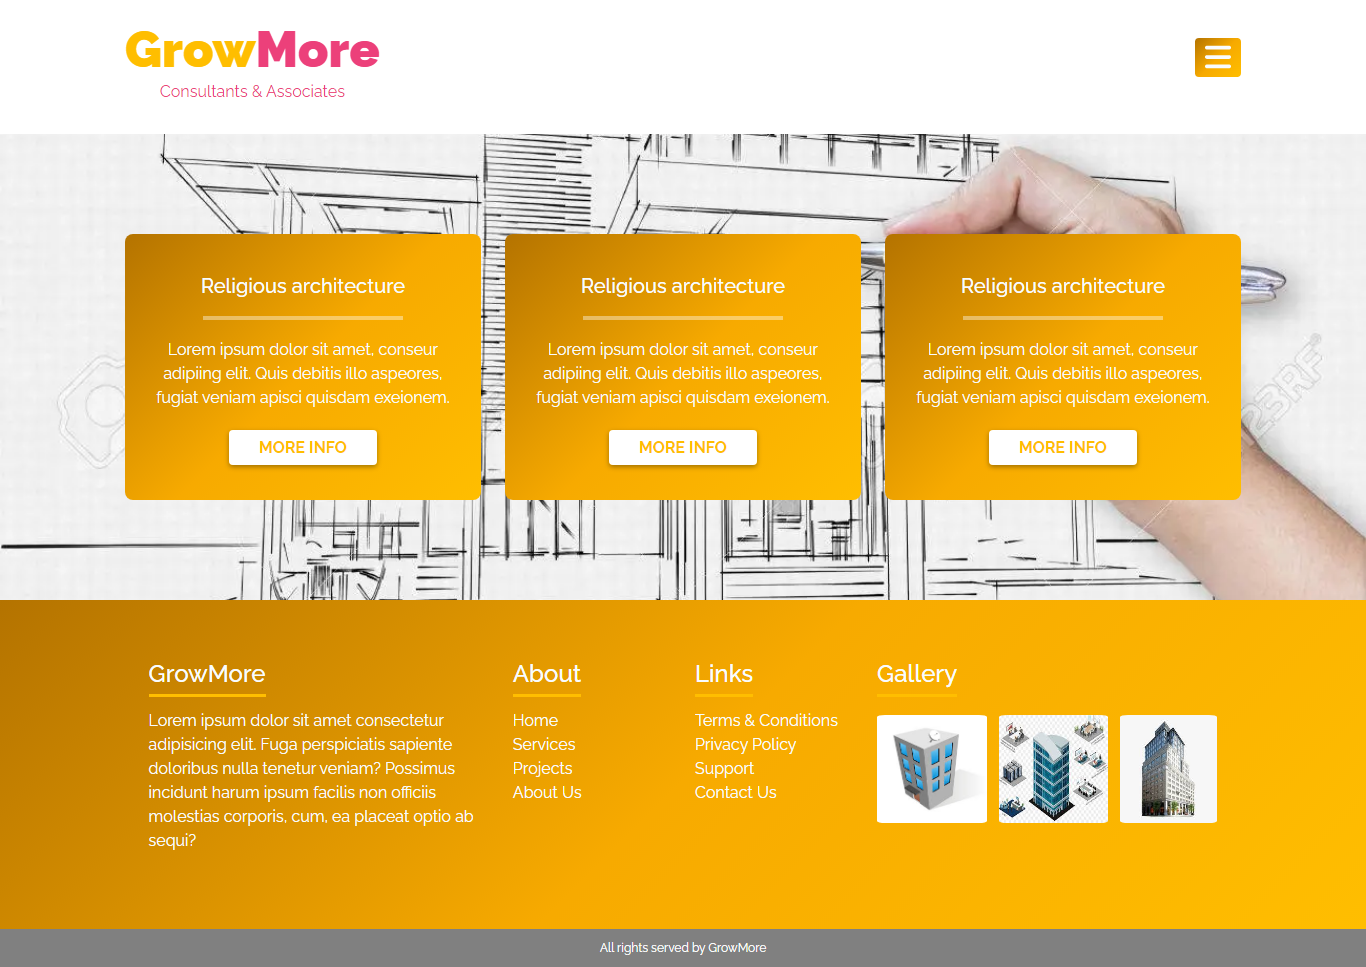 GrowMore
Consultants & Associates
Religious architecture
Lorem ipsum dolor sit amet, conseur
adipiing elit. Quis debitis illo aspeores,
fugiat veniam apisci quisdam exeionem.
MORE INFO
Religious architecture
Lorem ipsum dolor sit amet, conseur
adipiing elit. Quis debitis illo aspeores,
fugiat veniam apisci quisdam exeionem.
MORE INFO
Religious architecture
Lorem ipsum dolor sit amet, conseur
adipiing elit. Quis debitis illo aspeores,
fugiat veniam apisci quisdam exeionem.
MORE INFO
123RF®
GrowMore
Lorem ipsum dolor sit amet consectetur
adipisicing elit. Fuga perspiciatis sapiente
doloribus nulla tenetur veniam? Possimus
incidunt harum ipsum facilis non officiis
molestias corporis, cum, ea placeat optio ab
sequi?
About
Home
Services
Projects
About Us
Links
Terms & Conditions
Privacy Policy
Support
Contact Us
Gallery
All rights served by GrowMore